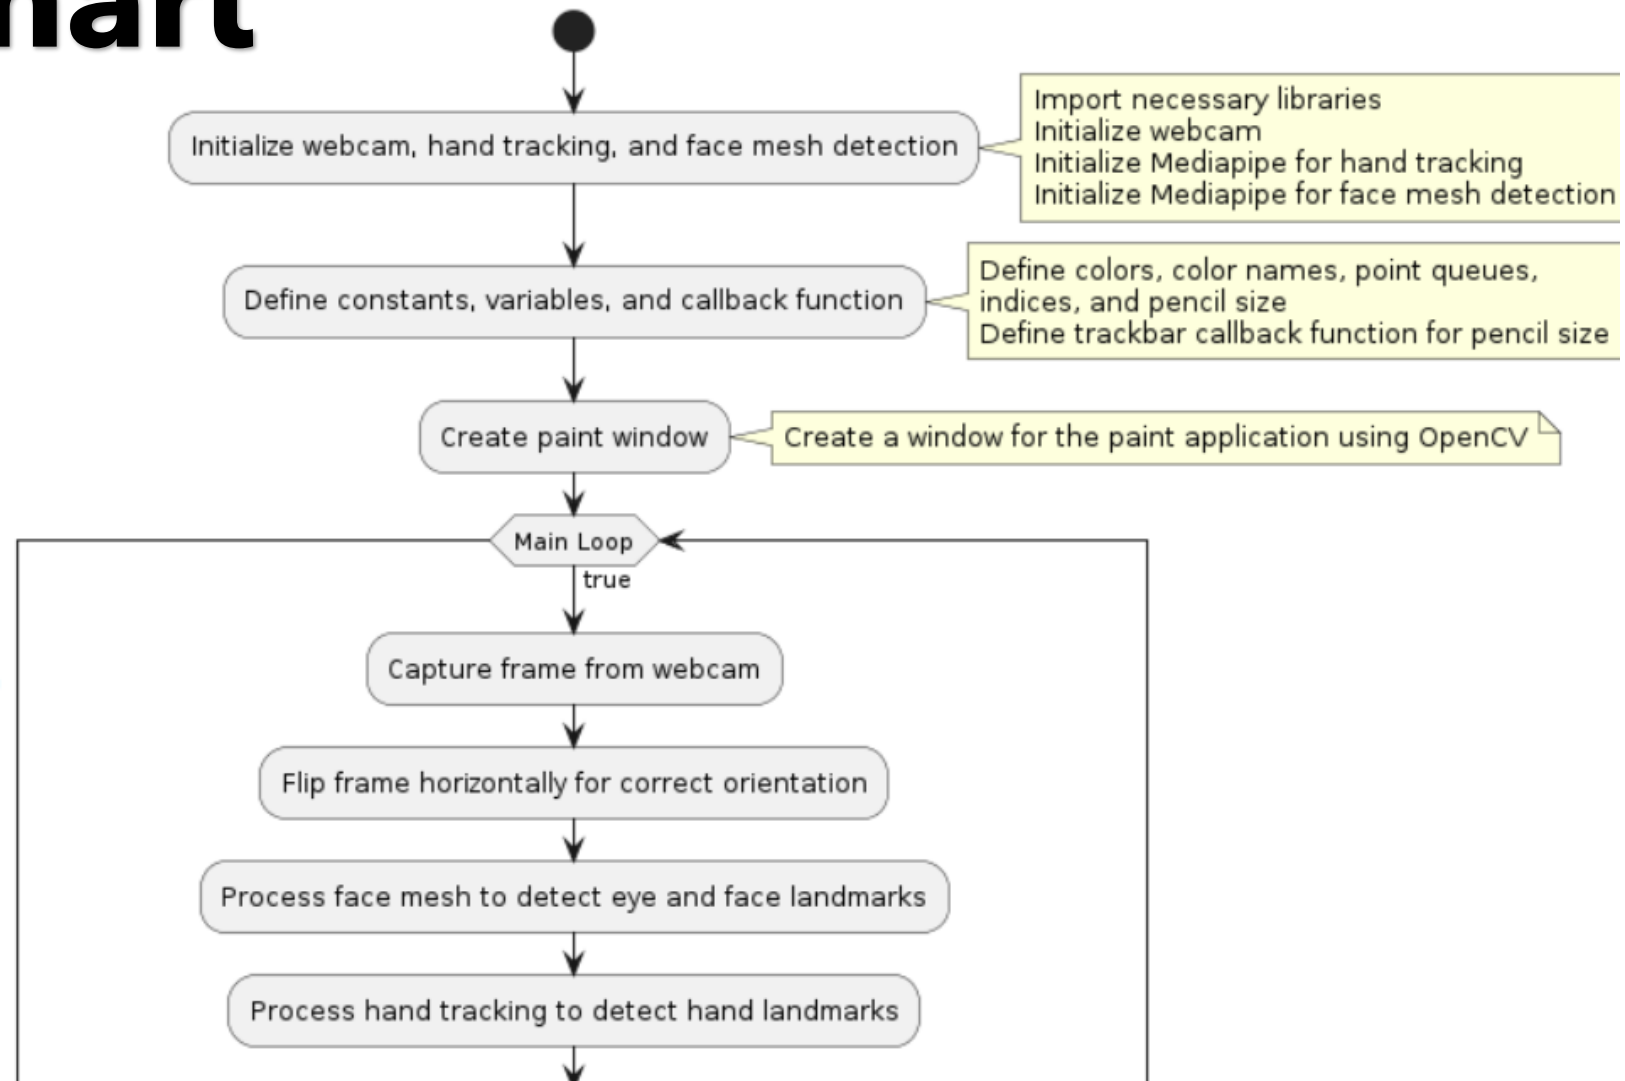 Initialize webcam, hand tracking, and face mesh detection
Import necessary libraries
Initialize webcam
Initialize Mediapipe for hand tracking
Initialize Mediapipe for face mesh detection
Define constants, variables, and callback function
Define colors, color names, point queues,
indices, and pencil size
Define trackbar callback function for pencil size
Create paint window
Create a window for the paint application using OpenCV
Main Loop
true
Capture frame from webcam
Flip frame horizontally for correct orientation
Process face mesh to detect eye and face landmarks
Process hand tracking to detect hand landmarks